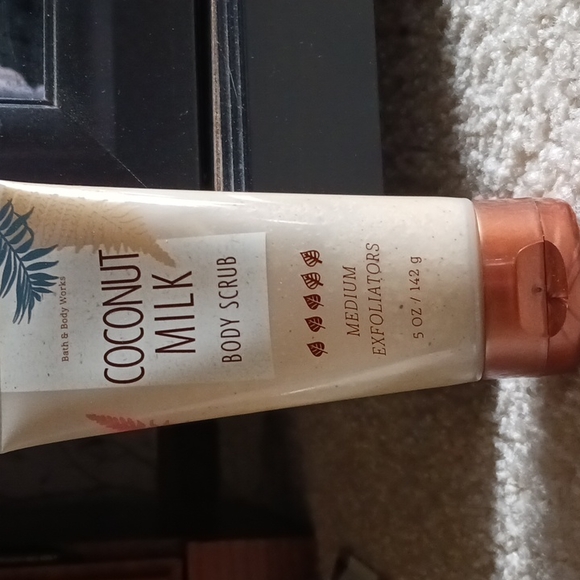 Bath & Body Works
COCONUT
MILK
BODY SCRUB
MEDIUM
EXFOLIATORS
5 OZ / 142 g